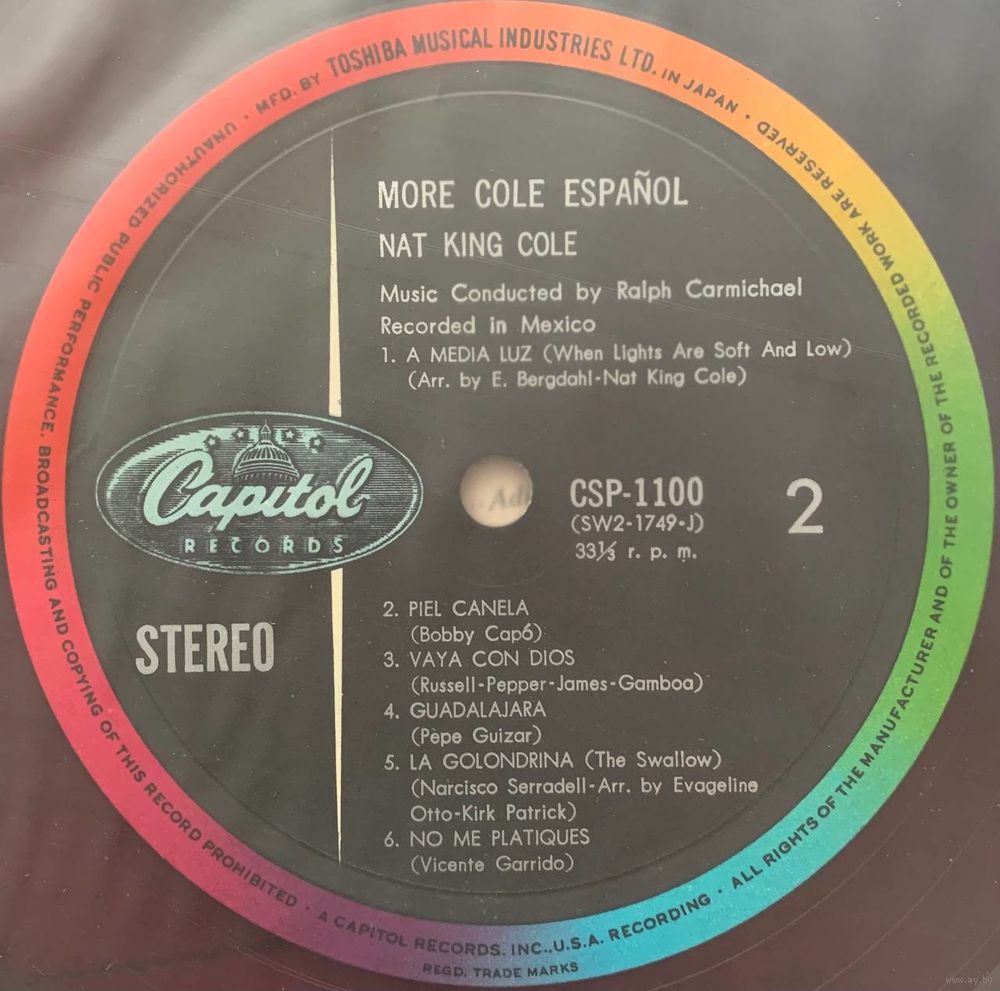 MFD. BY TOSHIBA MUSICAL INDUSTRIES LTD. IN JAPAN · ALL RIGHTS OF THE MANUFACTURER AND OF THE OWNER OF THE RECORDED WORK ARE RESERVED
· UNAUTHORIZED PUBLIC PERFORMANCE. BROADCASTING AND COPYING OF THIS RECORD PROHIBITED ·
A CAPITOL RECORDS, INC., U.S.A. RECORDING ·
REGD. TRADE MARKS
MORE COLE ESPAÑOL
NAT KING COLE
Music Conducted by Ralph Carmichael
Recorded in Mexico
1. A MEDIA LUZ (When Lights Are Soft And Low)
(Arr. by E. Bergdahl-Nat King Cole)
Capitol
RECORDS
CSP-1100
(SW2-1749-J)
33⅓ r. p. m.
2
STEREO
2. PIEL CANELA
(Bobby Capó)
3. VAYA CON DIOS
(Russell-Pepper-James-Gamboa)
4. GUADALAJARA
(Pèpe Guizar)
5. LA GOLONDRINA (The Swallow)
(Narcisco Serradell-Arr. by Evageline
Otto-Kirk Patrick)
6. NO ME PLATIQUES
(Vicente Garrido)
www.ay.by